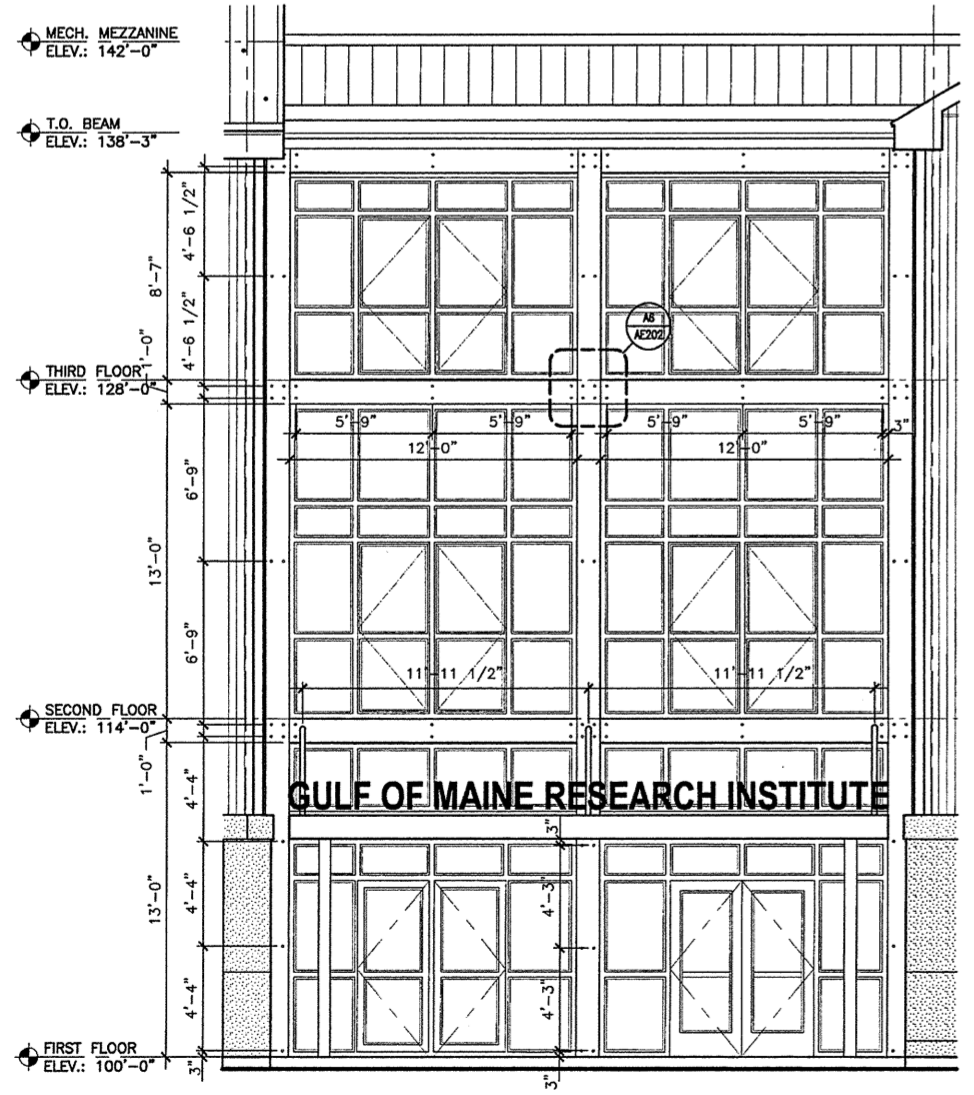 MECH. MEZZANINE
ELEV.: 142'-0"
T.O. BEAM
ELEV.: 138'-3"
4'-6 1/2"
8'-7"
4'-6 1/2"
1'-0"
A6
AE202
THIRD FLOOR
ELEV.: 128'-0"
5'-9"
5'-9"
5'-9"
5'-9"
3"
12'-0"
12'-0"
6'-9"
13'-0"
6'-9"
11'-11 1/2"
11'-11 1/2"
SECOND FLOOR
ELEV.: 114'-0"
1'-0"
4'-4"
GULF OF MAINE RESEARCH INSTITUTE
3"
4'-4"
4'-3"
13'-0"
4'-4"
4'-3"
FIRST FLOOR
ELEV.: 100'-0"
3"
3"